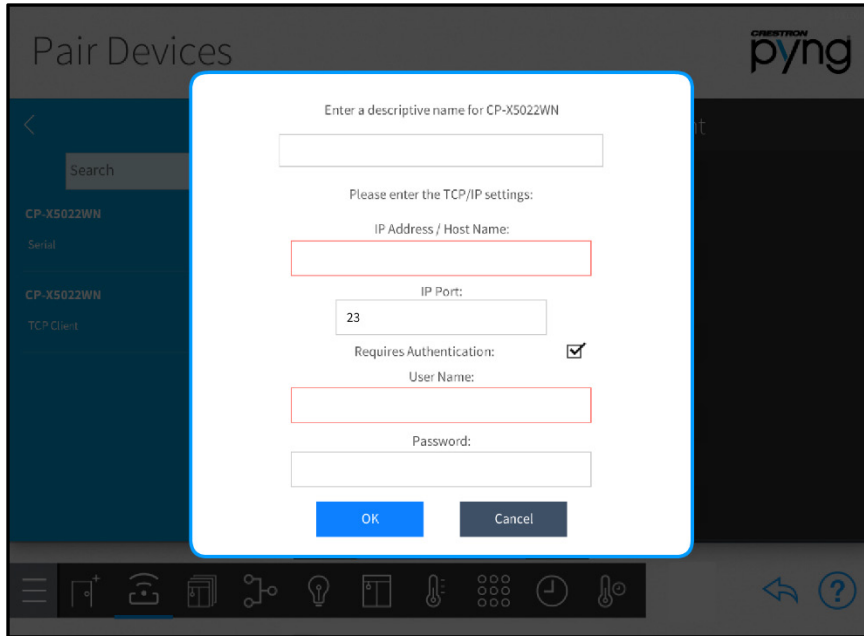 Pair Devices
CRESTRON
pyng
Enter a descriptive name for CP-X5022WN
Search
Please enter the TCP/IP settings:
IP Address / Host Name:
CP-X5022WN
Serial
IP Port:
23
CP-X5022WN
TCP Client
Requires Authentication:
User Name:
Password:
OK
Cancel
?